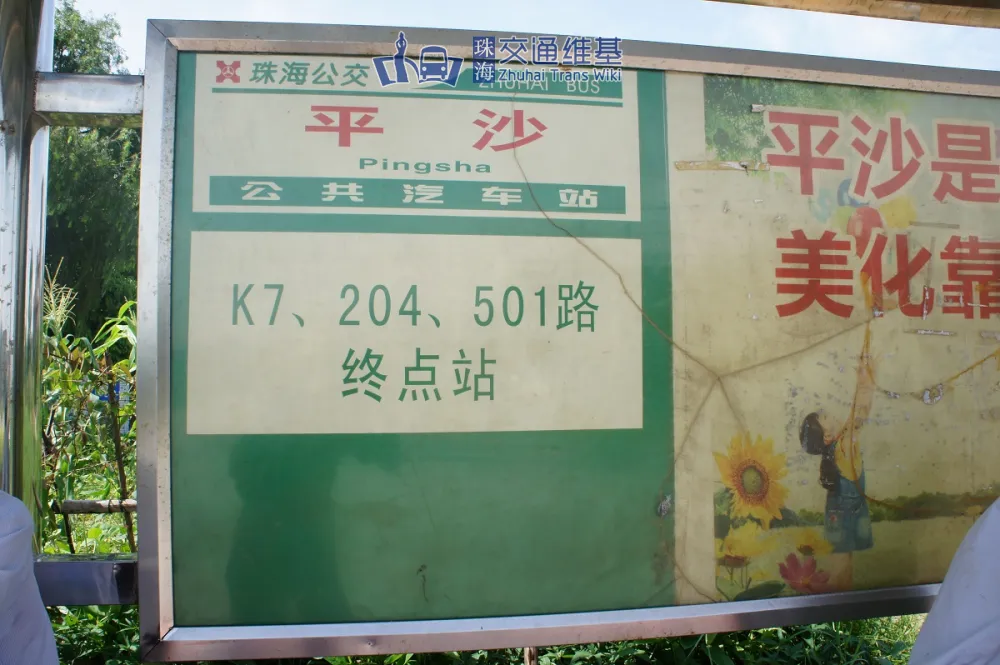 珠海交通维基
Zhuhai Trans Wiki
珠海公交
ZHUHAI BUS
平沙
Pingsha
公共汽车站
K7、204、501路
终点站
平沙是
美化靠